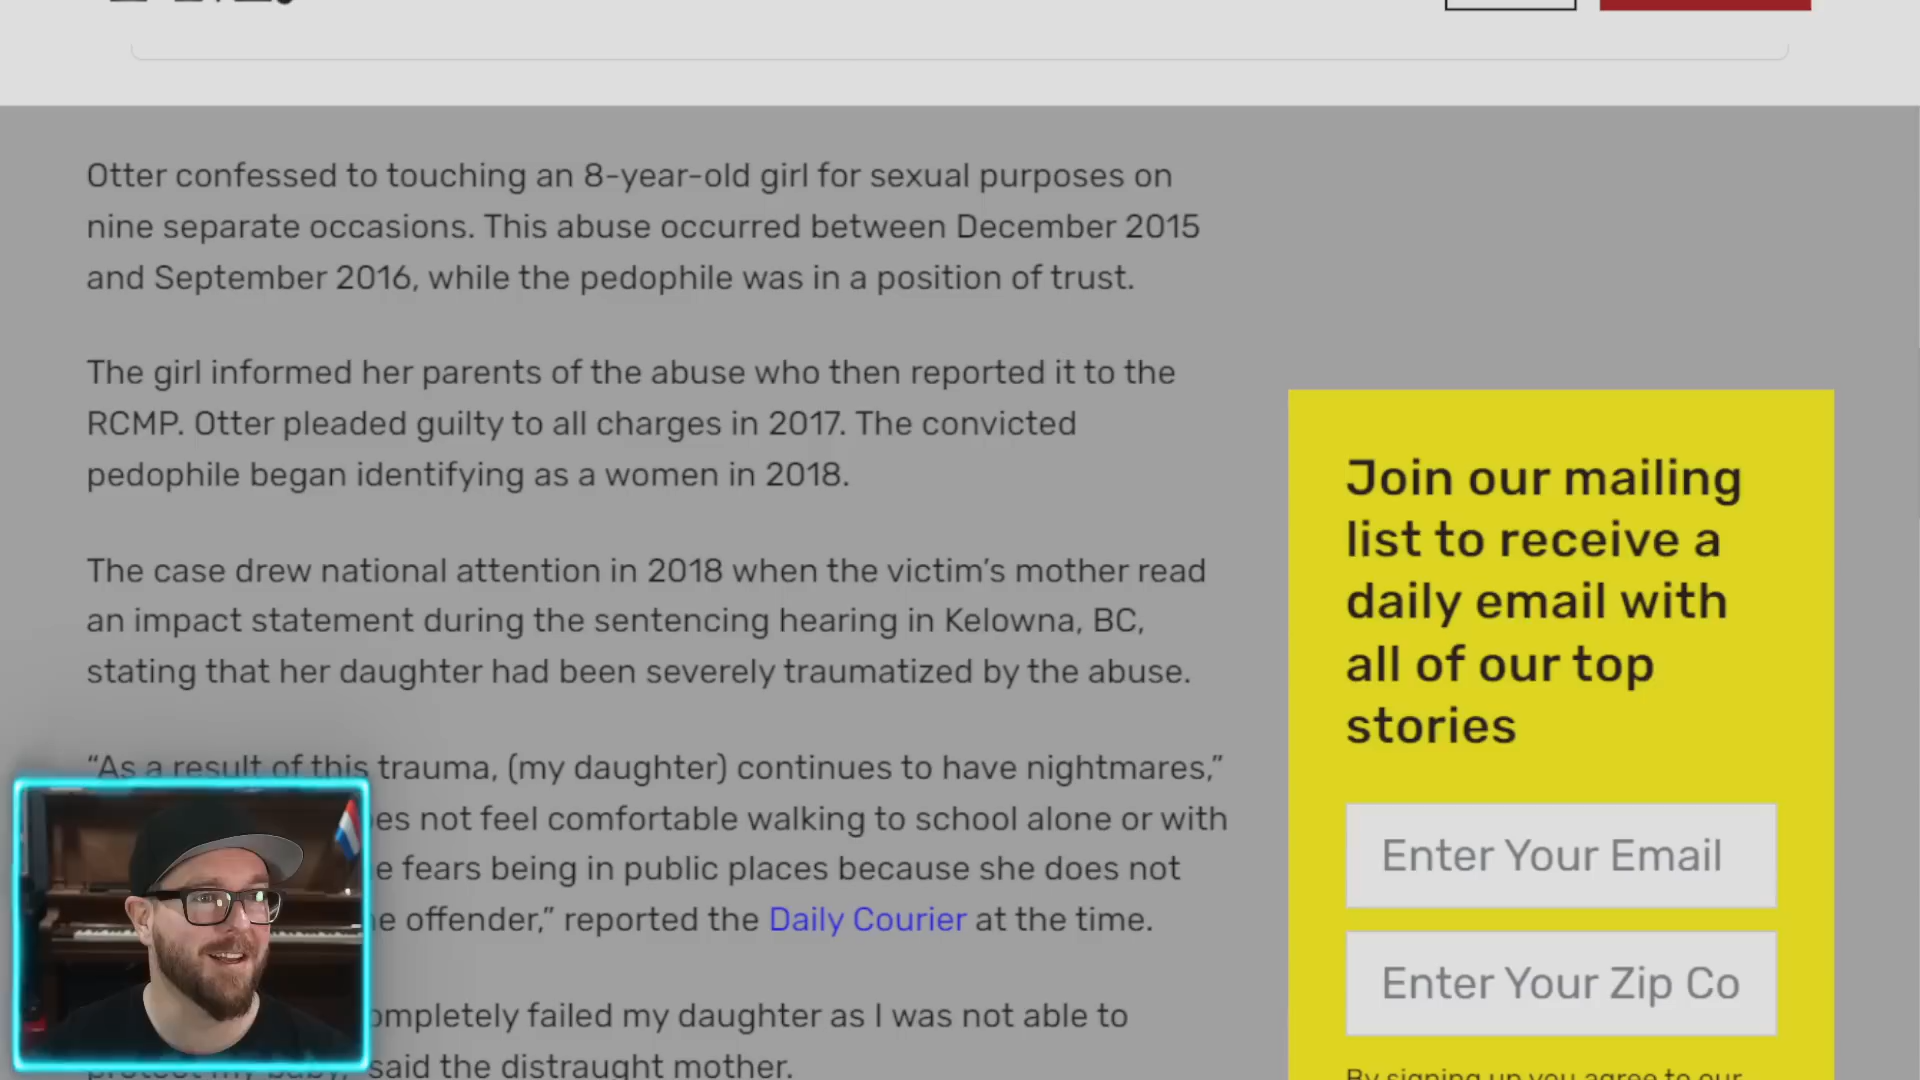 Otter confessed to touching an 8-year-old girl for sexual purposes on
nine separate occasions. This abuse occurred between December 2015
and September 2016, while the pedophile was in a position of trust.
The girl informed her parents of the abuse who then reported it to the
RCMP. Otter pleaded guilty to all charges in 2017. The convicted
pedophile began identifying as a women in 2018.
The case drew national attention in 2018 when the victim’s mother read
an impact statement during the sentencing hearing in Kelowna, BC,
stating that her daughter had been severely traumatized by the abuse.
“As a result of this trauma, (my daughter) continues to have nightmares,”
not feel comfortable walking to school alone or with
fears being in public places because she does not
offender,” reported the Daily Courier at the time.
failed my daughter as I was not able to
protect my baby,” said the distraught mother.
Join our mailing
list to receive a
daily email with
all of our top
stories
Enter Your Email
Enter Your Zip Co
By signing up you agree to our